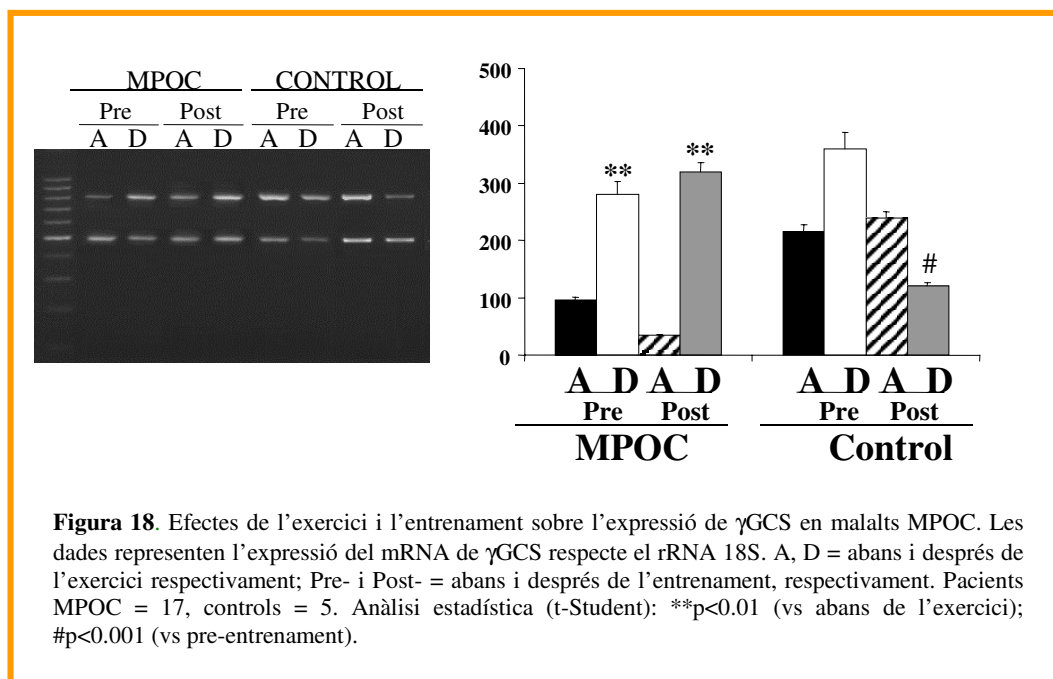 MPOC CONTROL
Pre Post Pre Post
A D A D A D A D
500
400
300
200
100
0
**
**
#
A D A D A D A D
Pre Post Pre Post
MPOC Control
Figura 18. Efectes de l'exercici i l'entrenament sobre l'expressió de γGCS en malalts MPOC. Les
dades representen l'expressió del mRNA de γGCS respecte el rRNA 18S. A, D = abans i després de
l'exercici respectivament; Pre- i Post- = abans i després de l'entrenament, respectivament. Pacients
MPOC = 17, controls = 5. Anàlisi estadística (t-Student): **p<0.01 (vs abans de l'exercici);
#p<0.001 (vs pre-entrenament).